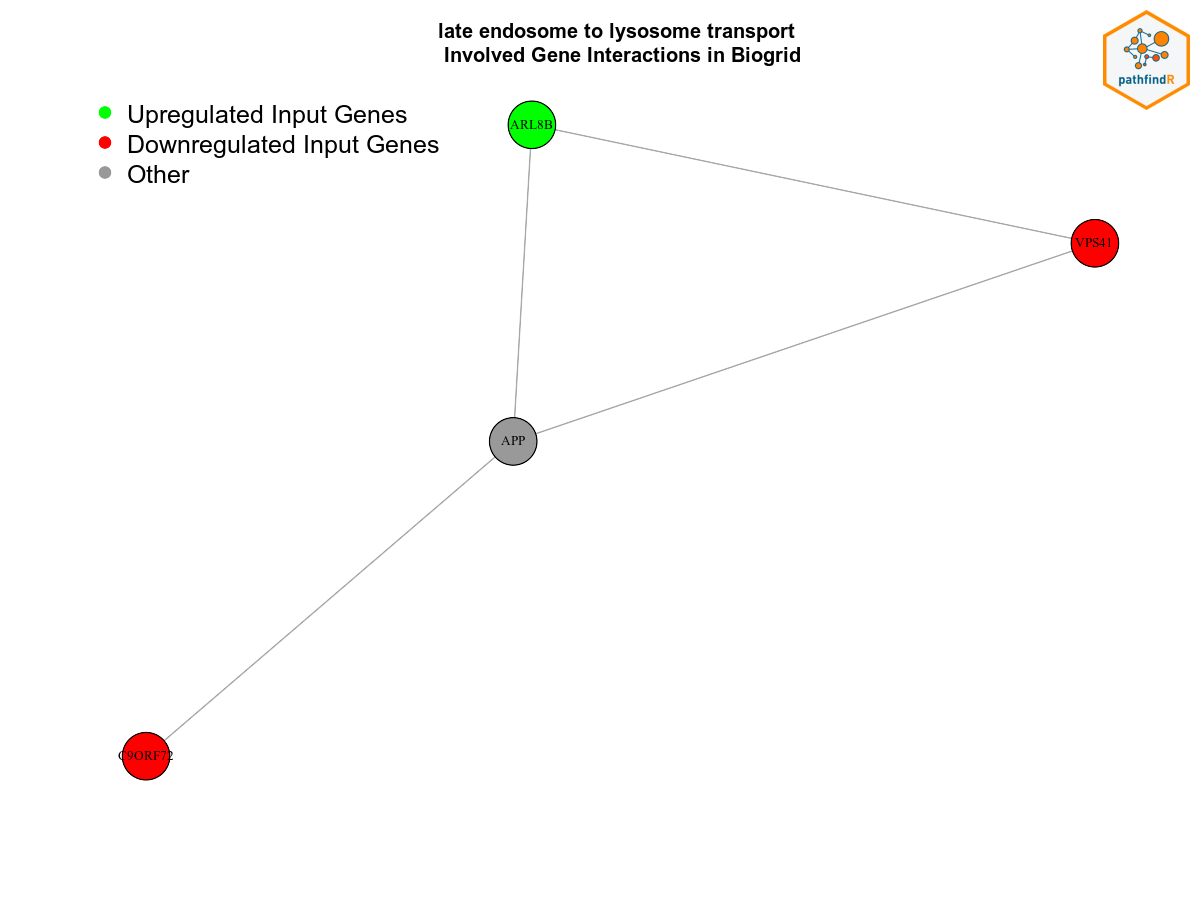 late endosome to lysosome transport
Involved Gene Interactions in Biogrid
pathfindR
Upregulated Input Genes
Downregulated Input Genes
Other
ARL8B
VPS41
APP
C9ORF72